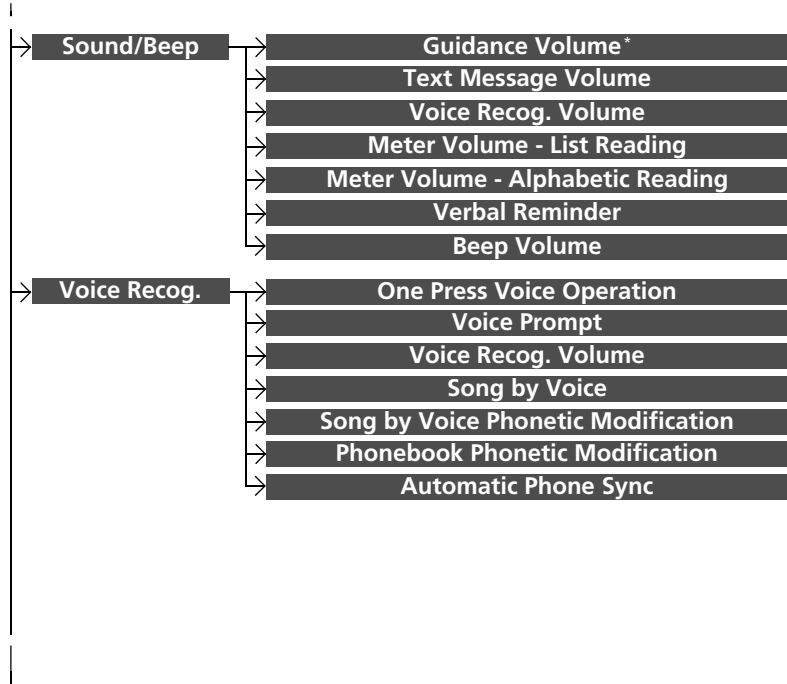 Sound/Beep
Guidance Volume*
Text Message Volume
Voice Recog. Volume
Meter Volume - List Reading
Meter Volume - Alphabetic Reading
Verbal Reminder
Beep Volume
Voice Recog.
One Press Voice Operation
Voice Prompt
Voice Recog. Volume
Song by Voice
Song by Voice Phonetic Modification
Phonebook Phonetic Modification
Automatic Phone Sync